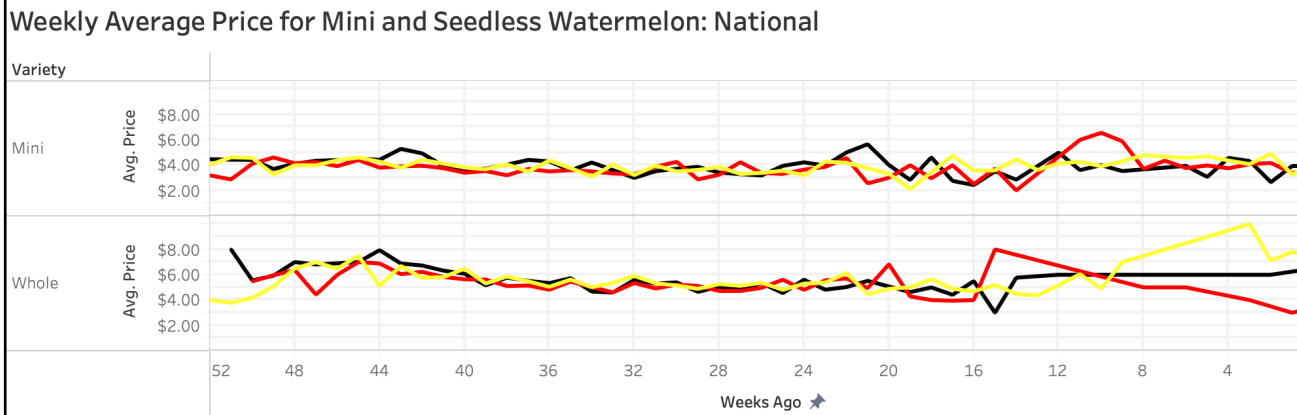 Weekly Average Price for Mini and Seedless Watermelon: National
Variety
Mini
Avg. Price
$8.00
$6.00
$4.00
$2.00
Whole
Avg. Price
$8.00
$6.00
$4.00
$2.00
52 48 44 40 36 32 28 24 20 16 12 8 4
Weeks Ago